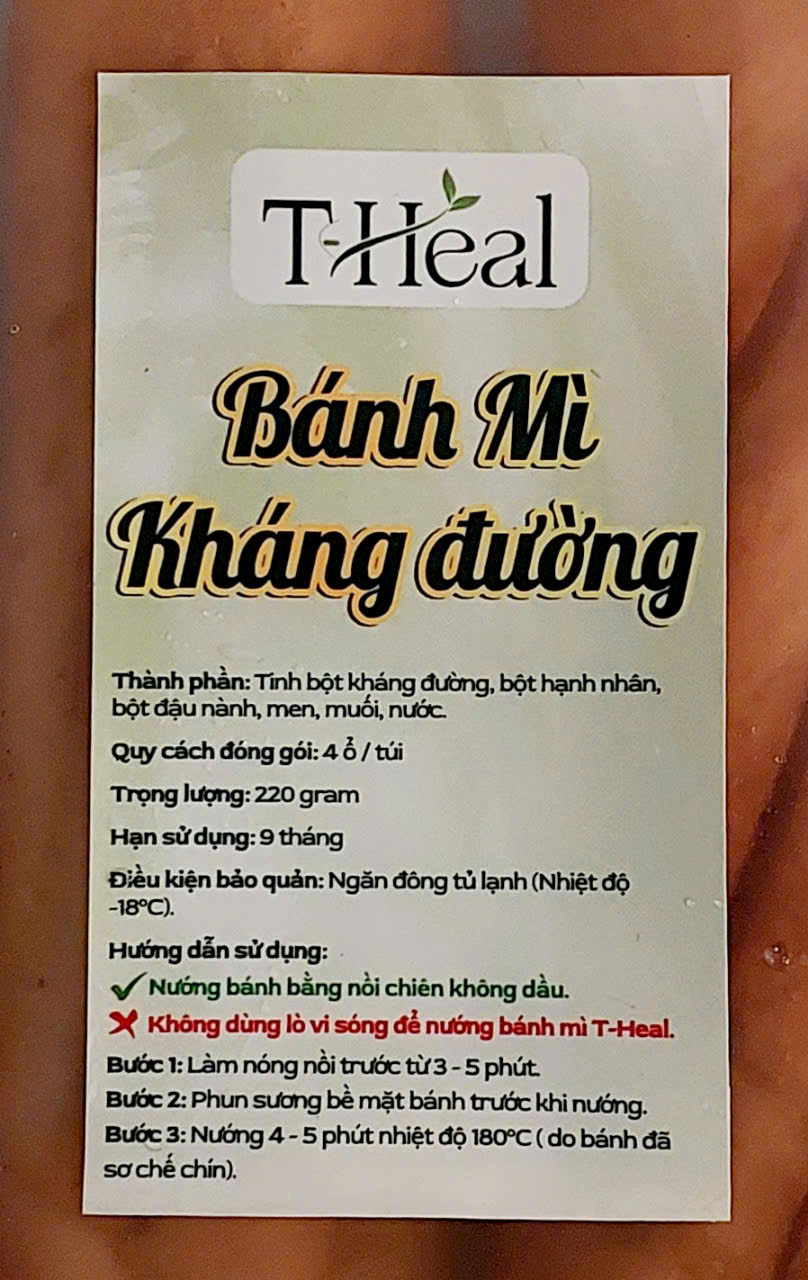 T-Heal
Bánh Mì
Kháng đường
Thành phần: Tinh bột kháng đường, bột hạnh nhân,
bột đậu nành, men, muối, nước.
Quy cách đóng gói: 4 ổ / túi
Trọng lượng: 220 gram
Hạn sử dụng: 9 tháng
Điều kiện bảo quản: Ngăn đông tủ lạnh (Nhiệt độ
-18°C).
Hướng dẫn sử dụng:
Nướng bánh bằng nồi chiên không dầu.
Không dùng lò vi sóng để nướng bánh mì T-Heal.
Bước 1: Làm nóng nồi trước từ 3 - 5 phút.
Bước 2: Phun sương bề mặt bánh trước khi nướng.
Bước 3: Nướng 4 - 5 phút nhiệt độ 180°C ( do bánh đã
sơ chế chín).